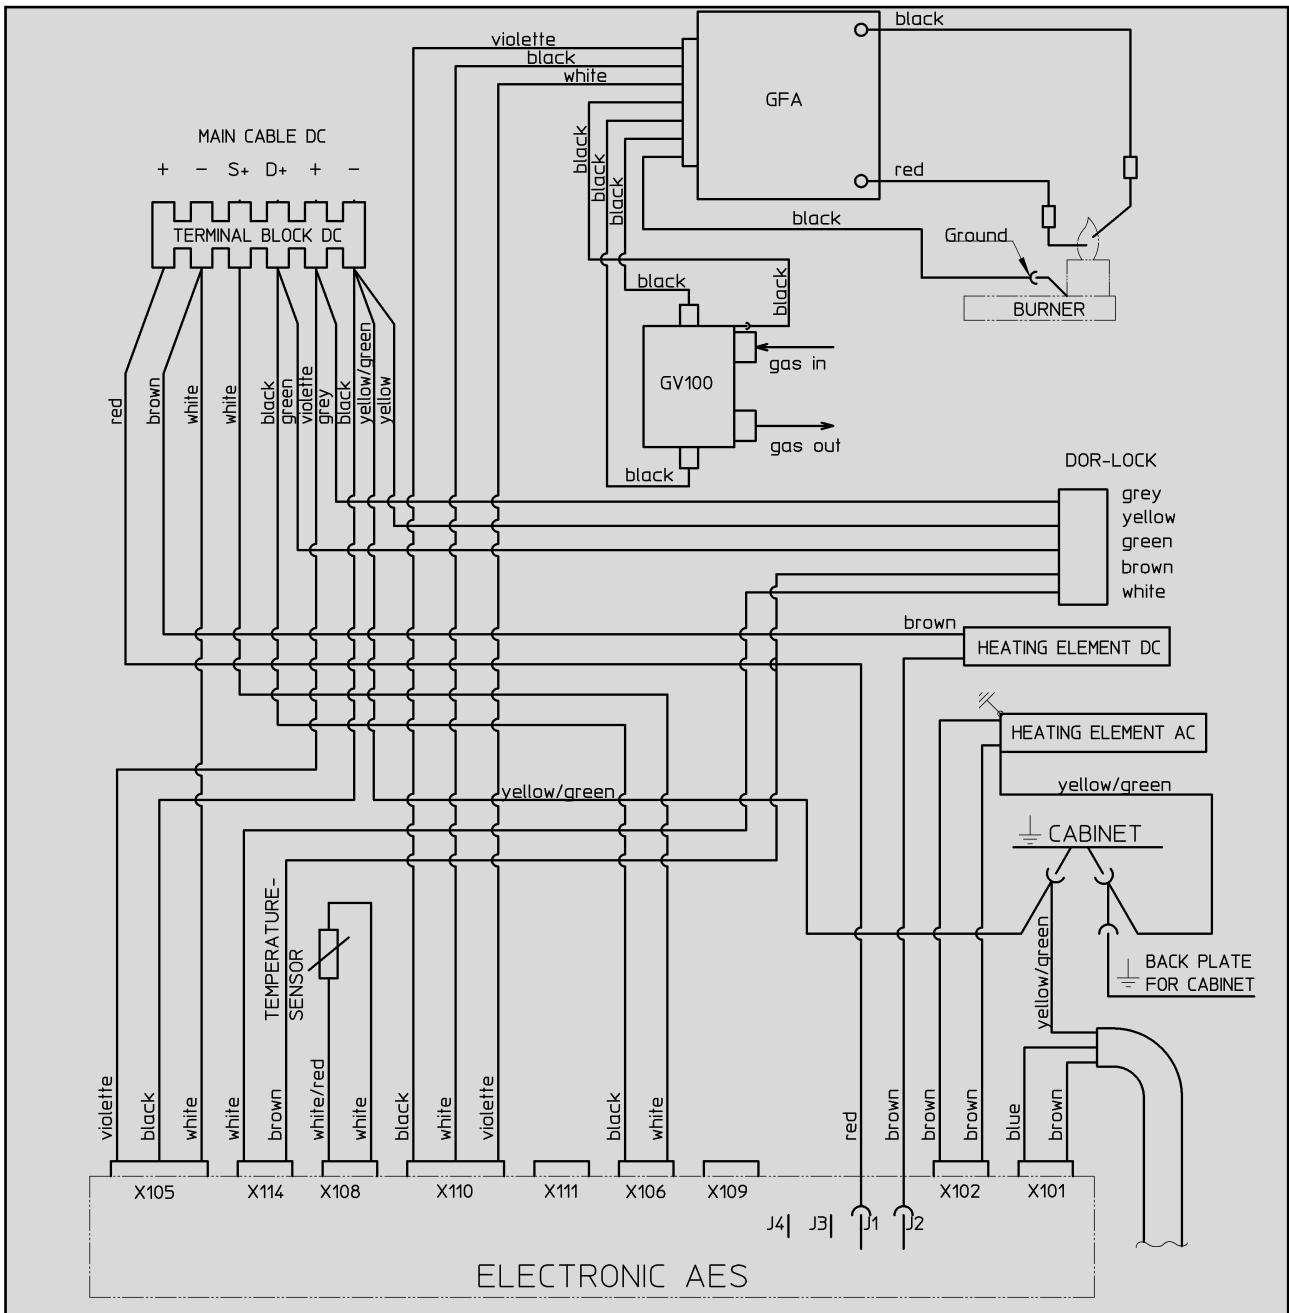 black
violette
black
white
GFA
MAIN CABLE DC
+ − S+ D+ + −
black
black
black
red
black
TERMINAL BLOCK DC
Ground
black
black
BURNER
gas in
GV100
red
brown
white
white
black
green
violette
grey
black
yellow/green
yellow
gas out
black
DOR-LOCK
grey
yellow
green
brown
white
brown
HEATING ELEMENT DC
HEATING ELEMENT AC
yellow/green
yellow/green
CABINET
TEMPERATURE-
SENSOR
yellow/green
BACK PLATE
FOR CABINET
violette
black
white
white
brown
white/red
white
black
white
violette
black
white
red
brown
brown
brown
blue
brown
X105
X114
X108
X110
X111
X106
X109
X102
X101
J4
J3
J1
J2
ELECTRONIC AES